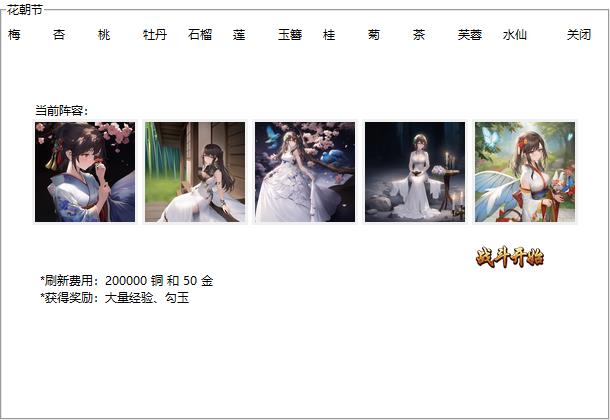 花朝节
梅 杏 桃 牡丹 石榴 莲 玉簪 桂 菊 茶 芙蓉 水仙 关闭
当前阵容:
战斗开始
*刷新费用：200000 铜 和 50 金
*获得奖励：大量经验、勾玉